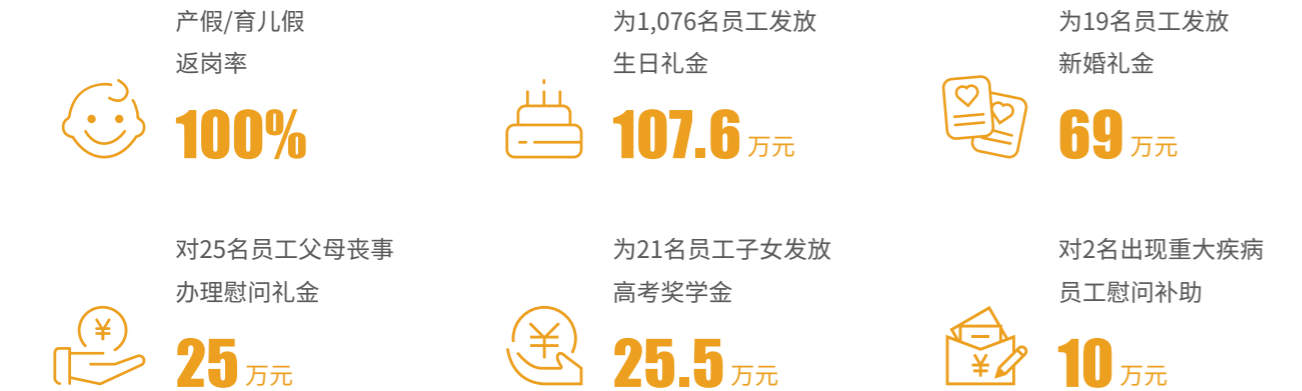 产假/育儿假
返岗率
100%
为1,076名员工发放
生日礼金
107.6 万元
为19名员工发放
新婚礼金
69 万元
对25名员工父母丧事
办理慰问礼金
¥
25 万元
为21名员工子女发放
高考奖学金
¥
25.5 万元
对2名出现重大疾病
员工慰问补助
¥
10 万元